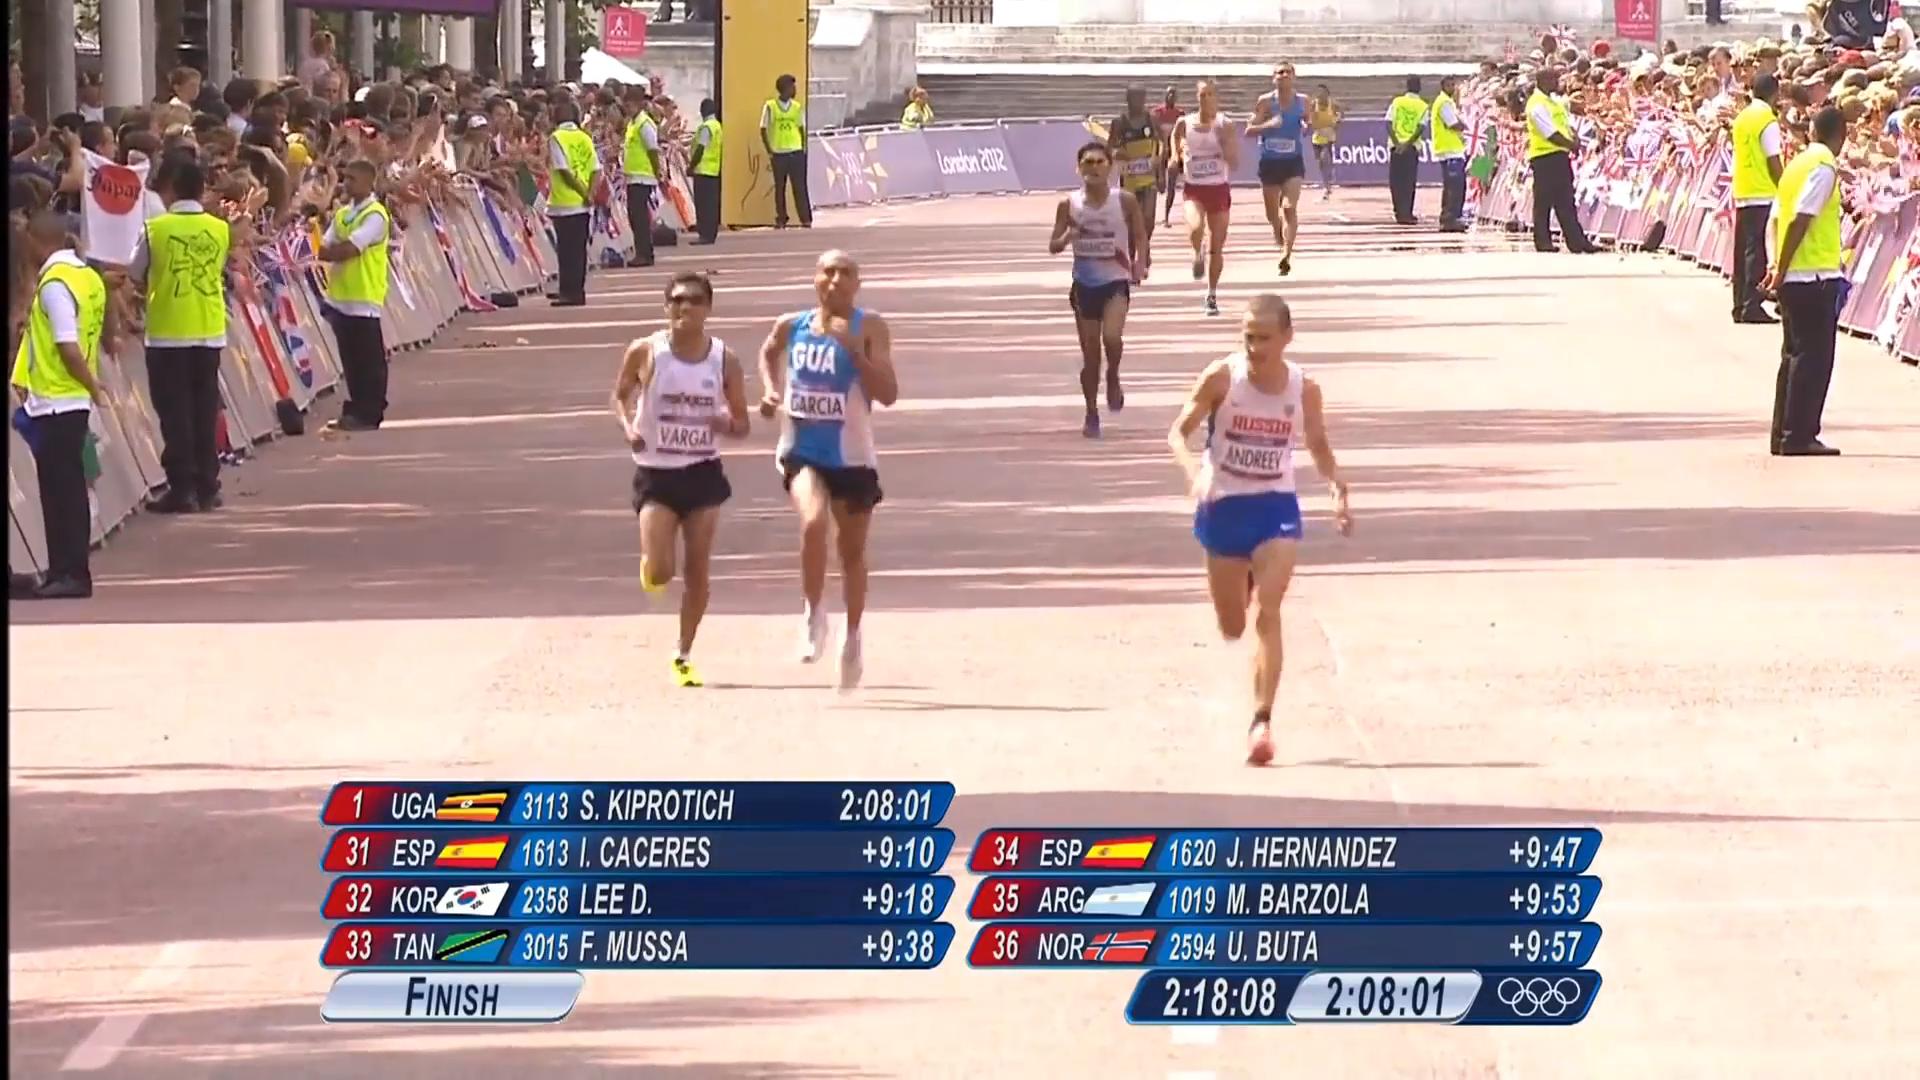 Japan
London 2012
London 2012
GUA
GARCIA
VARGA
RUSSIA
ANDREEV
1 UGA 3113 S. KIPROTICH 2:08:01
31 ESP 1613 I. CACERES +9:10
32 KOR 2358 LEE D. +9:18
33 TAN 3015 F. MUSSA +9:38
34 ESP 1620 J. HERNANDEZ +9:47
35 ARG 1019 M. BARZOLA +9:53
36 NOR 2594 U. BUTA +9:57
FINISH
2:18:08 2:08:01